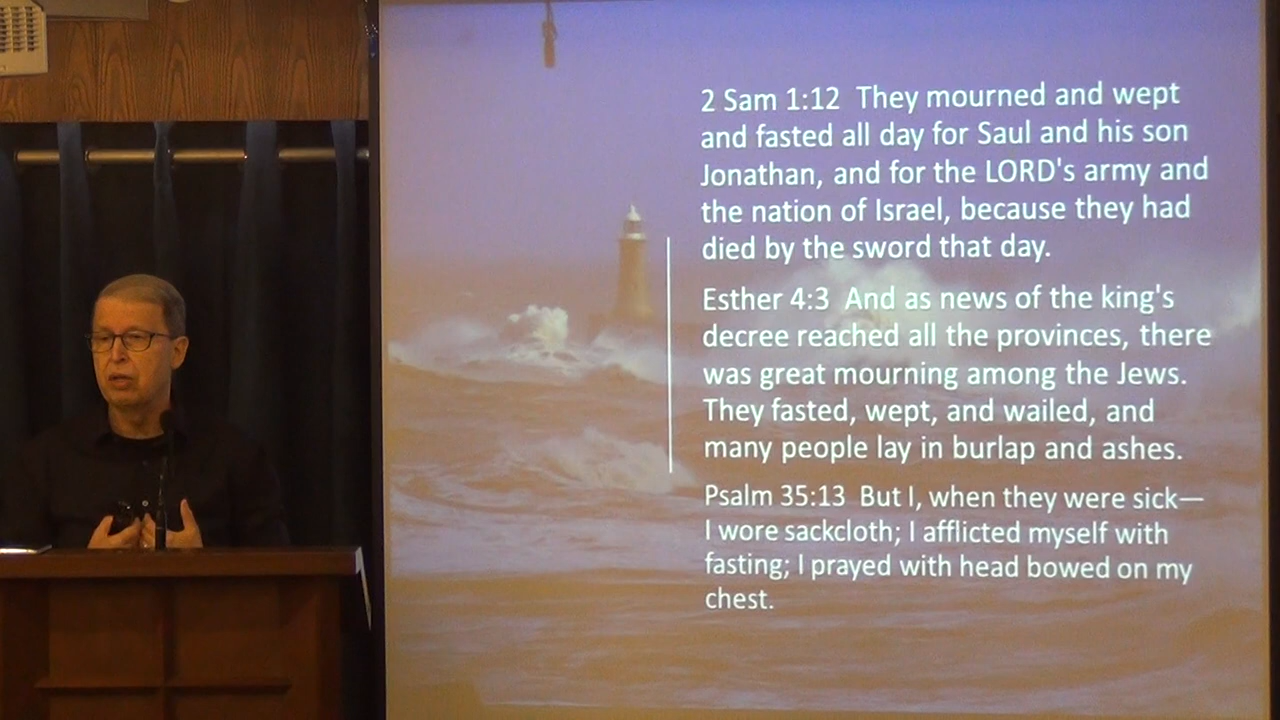 2 Sam 1:12  They mourned and wept
and fasted all day for Saul and his son
Jonathan, and for the LORD's army and
the nation of Israel, because they had
died by the sword that day.
Esther 4:3  And as news of the king's
decree reached all the provinces, there
was great mourning among the Jews.
They fasted, wept, and wailed, and
many people lay in burlap and ashes.
Psalm 35:13  But I, when they were sick—
I wore sackcloth; I afflicted myself with
fasting; I prayed with head bowed on my
chest.